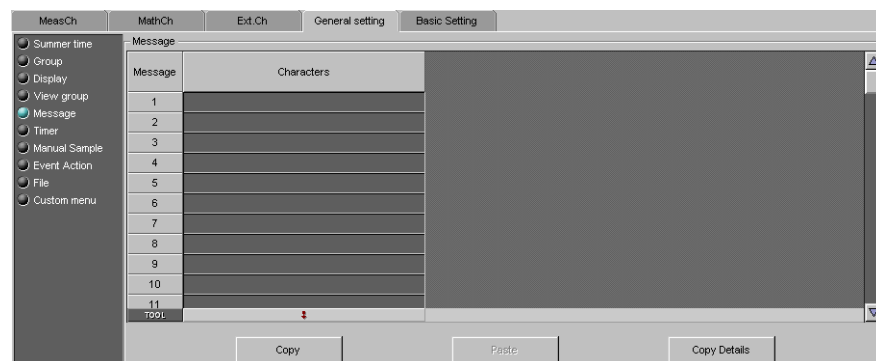 MeasCh MathCh Ext.Ch General setting Basic Setting
Summer time
Group
Display
View group
Message
Timer
Manual Sample
Event Action
File
Custom menu
Message
Message Characters
1
2
3
4
5
6
7
8
9
10
11
TOOL
Copy Paste Copy Details